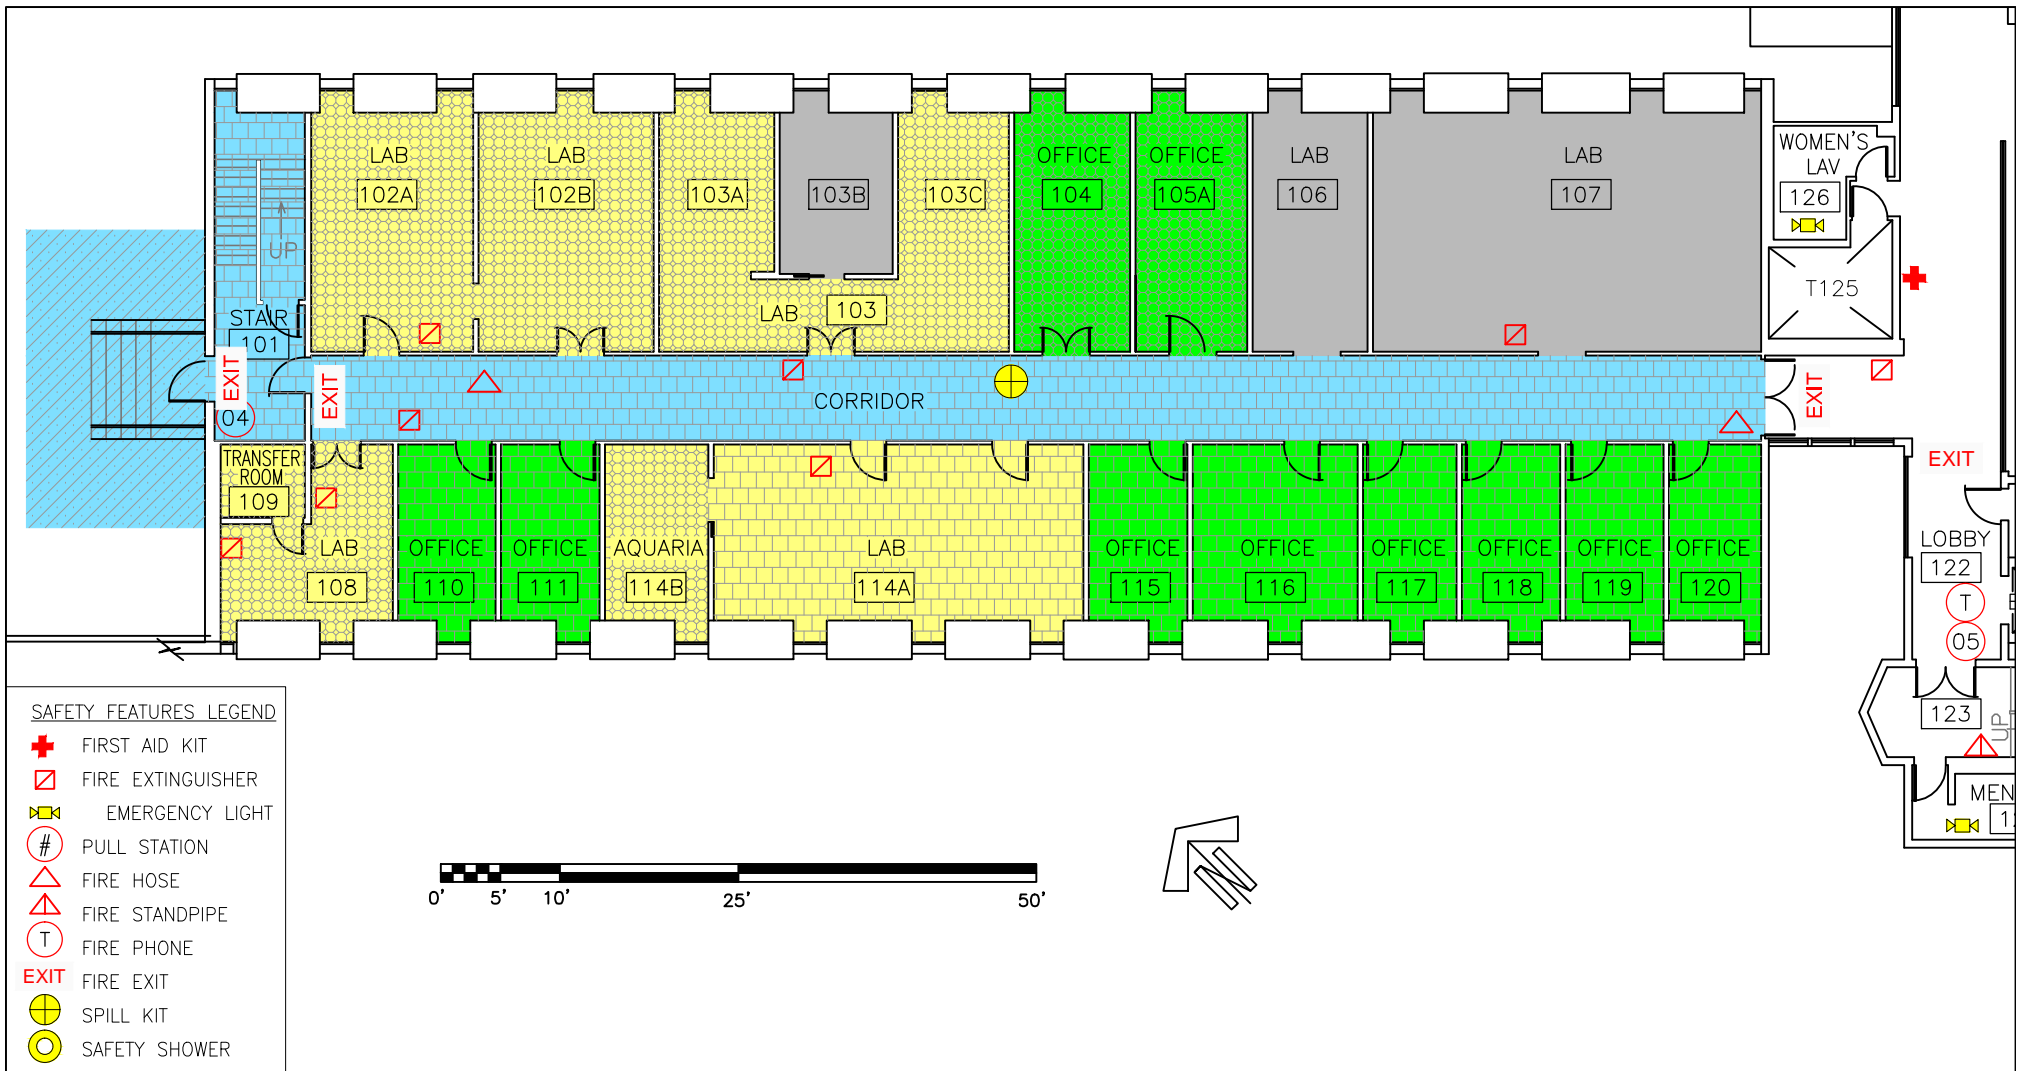 WOMEN'S
LAV
126
LAB
102A
LAB
102B
103A
103B
103C
OFFICE
104
OFFICE
105A
LAB
106
LAB
107
UP
T125
STAIR
101
LAB
103
EXIT
EXIT
04
CORRIDOR
EXIT
EXIT
TRANSFER
ROOM
109
LAB
108
OFFICE
110
OFFICE
111
AQUARIA
114B
LAB
114A
OFFICE
115
OFFICE
116
OFFICE
117
OFFICE
118
OFFICE
119
OFFICE
120
LOBBY
122
T
05
123
UP
MEN
SAFETY FEATURES LEGEND
FIRST AID KIT
FIRE EXTINGUISHER
EMERGENCY LIGHT
# PULL STATION
FIRE HOSE
FIRE STANDPIPE
T FIRE PHONE
EXIT FIRE EXIT
SPILL KIT
SAFETY SHOWER
0' 5' 10' 25' 50'
N